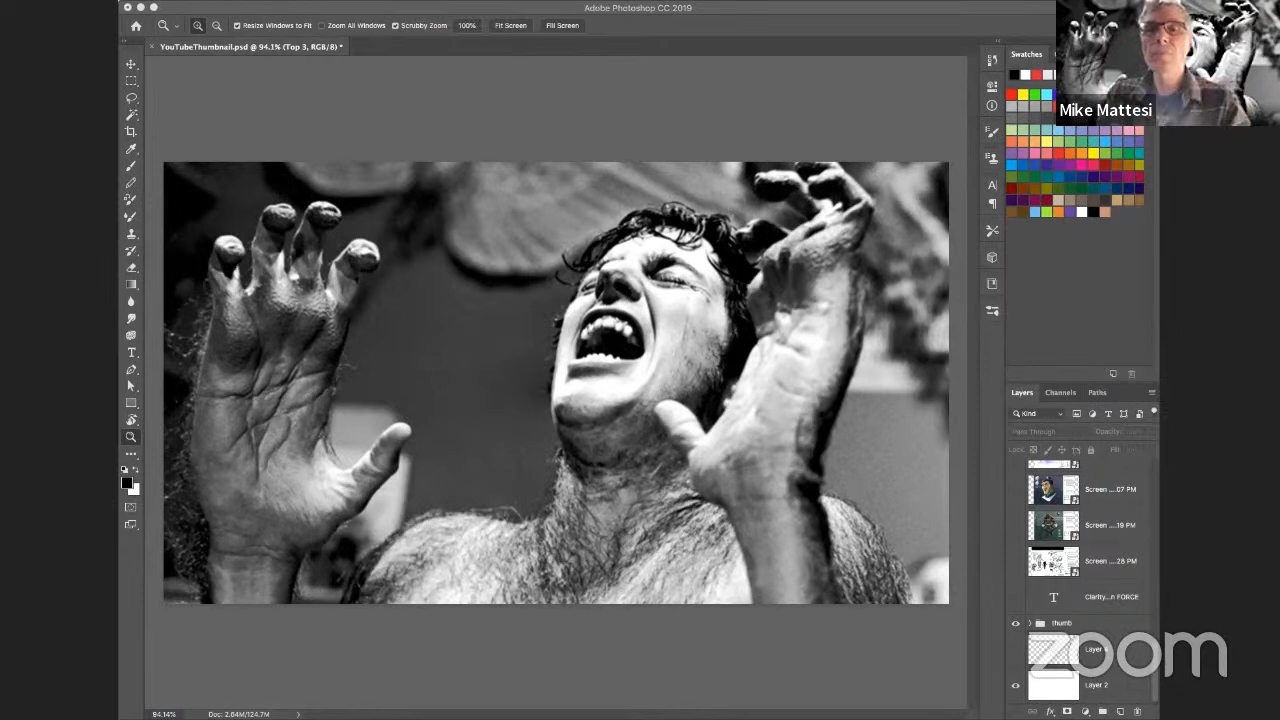 Adobe Photoshop CC 2019
Resize Windows to Fit
Zoom All Windows
Scrubby Zoom
100%
Fit Screen
Fill Screen
YouTubeThumbnail.psd @ 94.1% (Top 3, RGB/8) *
Swatches
Mike Mattesi
Layers
Channels
Paths
Kind
Pass Through
Opacity:
Lock:
Fill:
Screen ....07 PM
Screen ....19 PM
Screen ....28 PM
Clarity...n FORCE
thumb
Layer
Layer 2
zoom
94.14%
Doc: 2.64M/124.7M